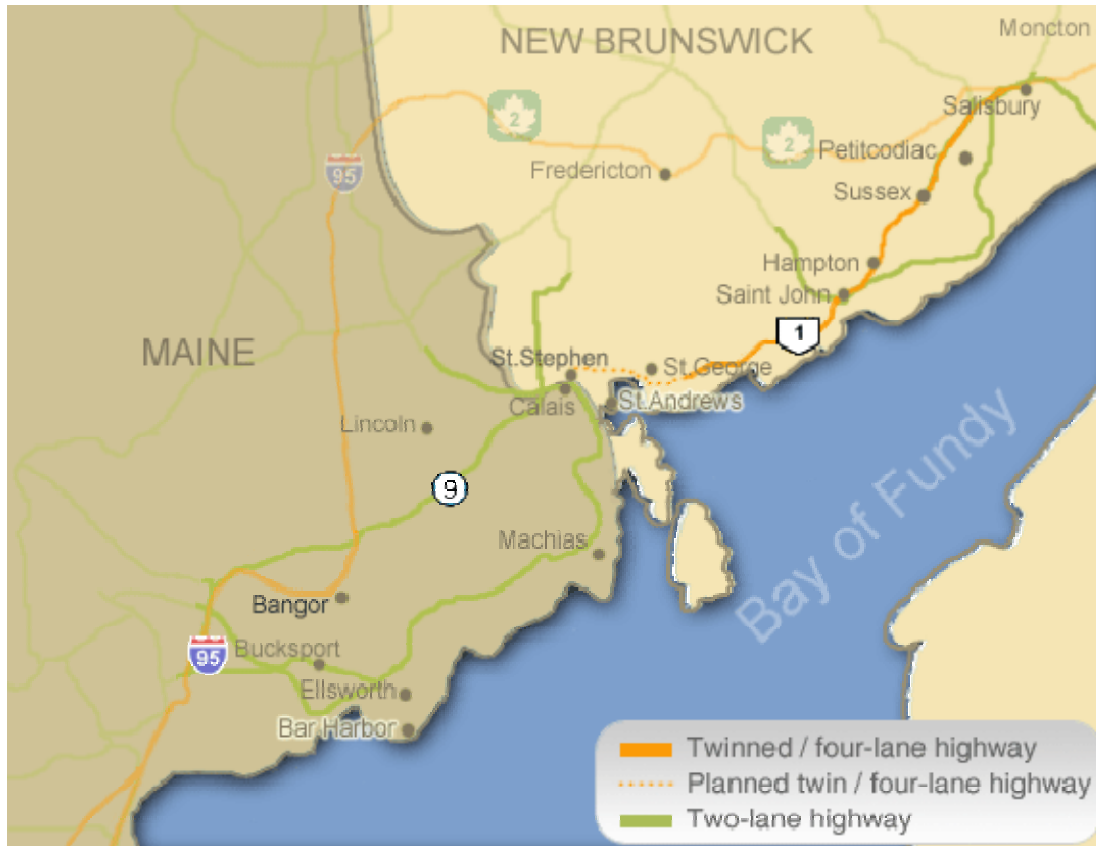 Moncton
NEW BRUNSWICK
Salisbury
2
2
Petitcodiac
Fredericton
95
Sussex
Hampton
Saint John
1
MAINE
St.Stephen
St.George
Calais
St.Andrews
Lincoln
9
Bay of Fundy
Machias
Bangor
95
Bucksport
Ellsworth
Bar Harbor
Twinned / four-lane highway
Planned twin / four-lane highway
Two-lane highway